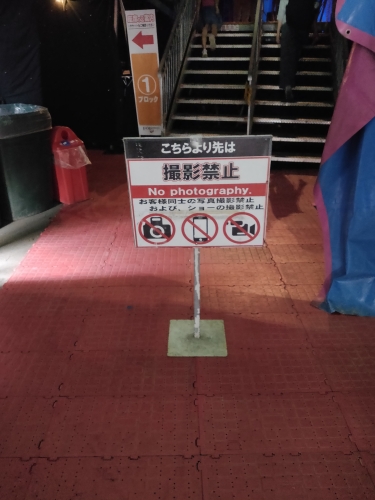 ①
ブロック
こちらより先は
撮影禁止
No photography.
お客様同士の写真撮影禁止
および、ショーの撮影禁止